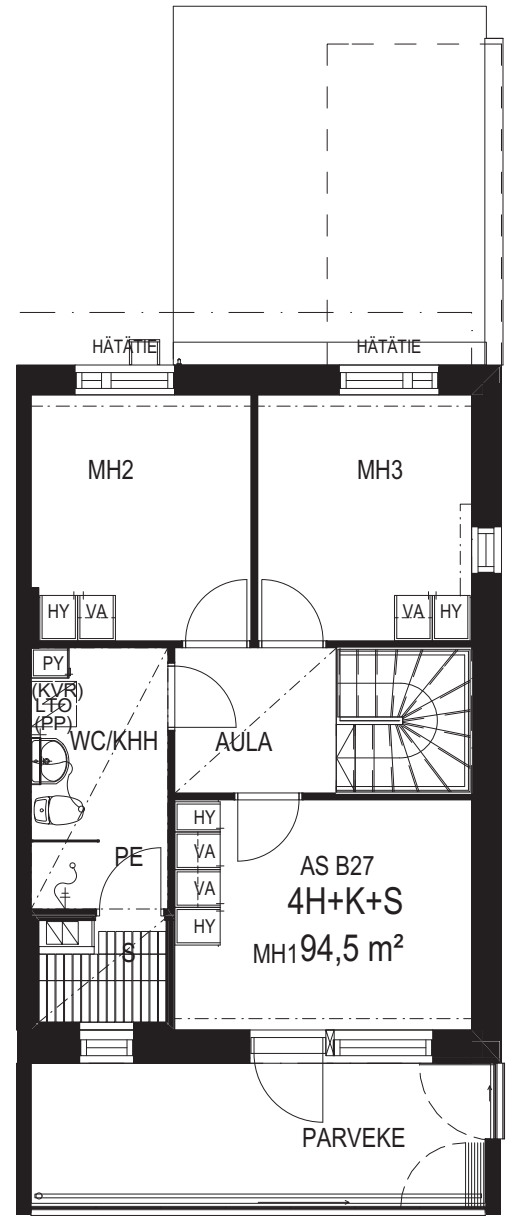 HÄTÄTIE HÄTÄTIE
MH2 MH3
HY VA VA HY
PY
(KVR)
LTO
(PP)
WC/KHH AULA
HY
VA
VA
HY
PE
AS B27
4H+K+S
MH1 94,5 m²
S
PARVEKE